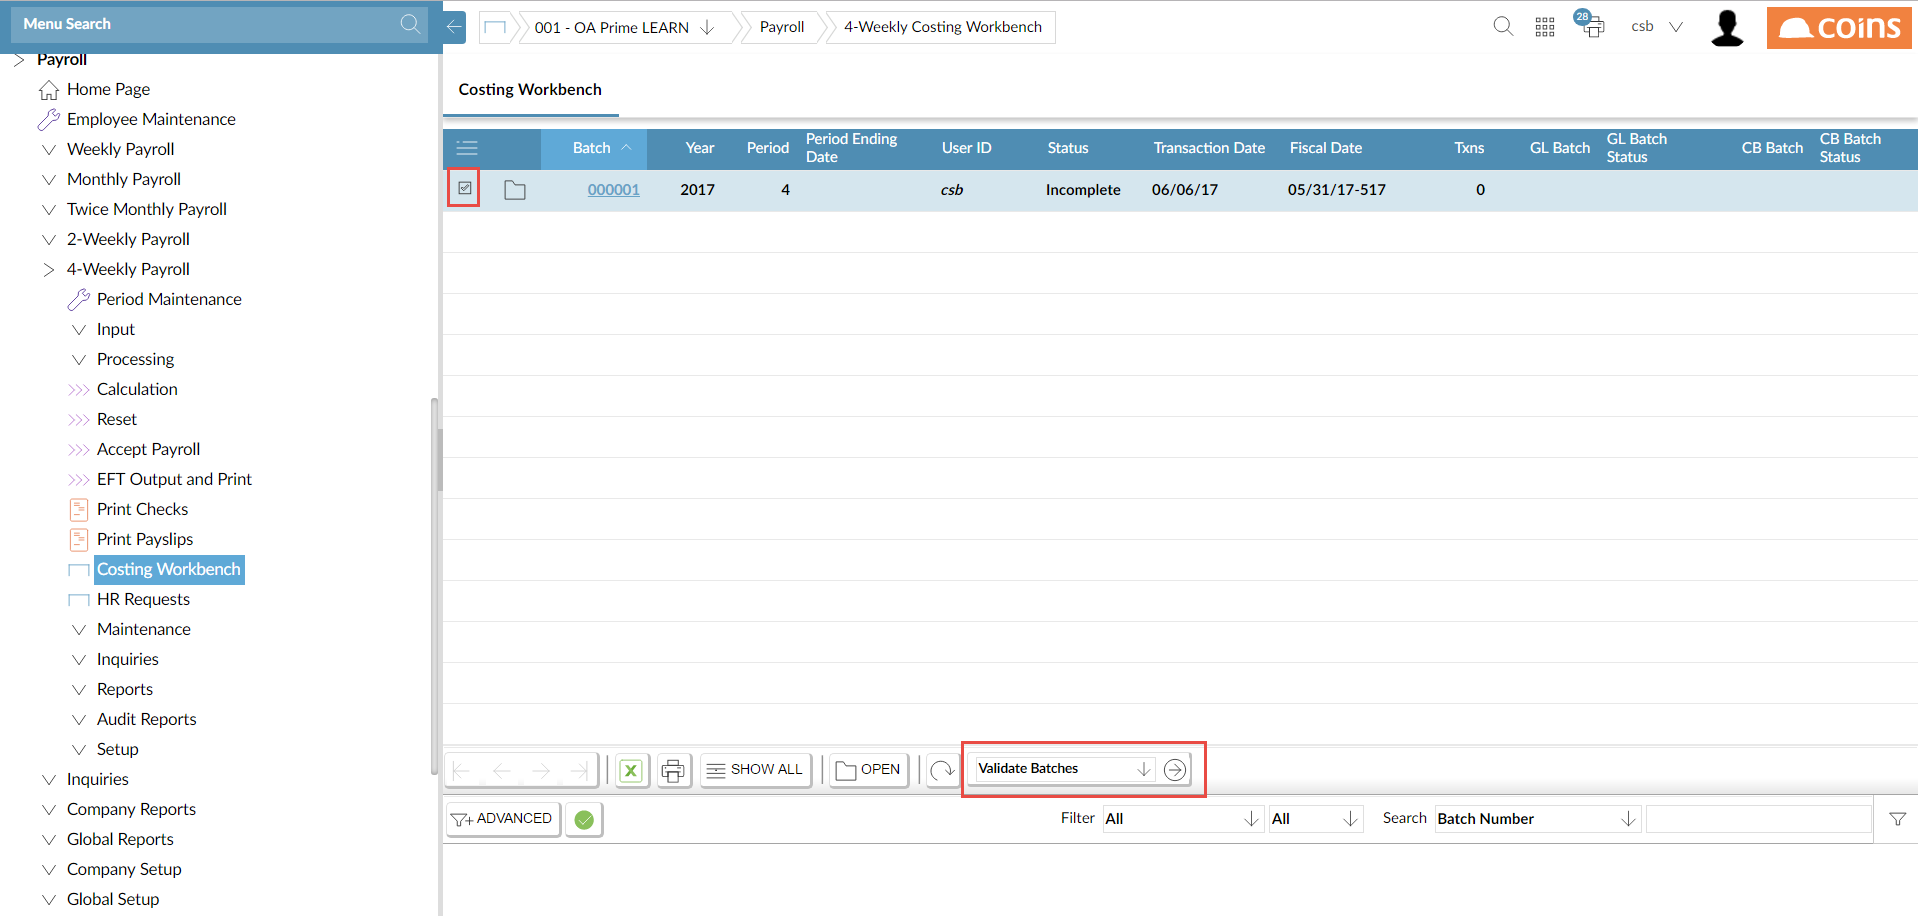 Menu Search
001 - OA Prime LEARN
Payroll
4-Weekly Costing Workbench
28
csb
coins
Payroll
Home Page
Employee Maintenance
Weekly Payroll
Monthly Payroll
Twice Monthly Payroll
2-Weekly Payroll
4-Weekly Payroll
Period Maintenance
Input
Processing
Calculation
Reset
Accept Payroll
EFT Output and Print
Print Checks
Print Payslips
Costing Workbench
HR Requests
Maintenance
Inquiries
Reports
Audit Reports
Setup
Inquiries
Company Reports
Global Reports
Company Setup
Global Setup
Costing Workbench
Batch Year Period Period Ending Date User ID Status Transaction Date Fiscal Date Txns GL Batch GL Batch Status CB Batch CB Batch Status
000001 2017 4 csb Incomplete 06/06/17 05/31/17-517 0
SHOW ALL OPEN Validate Batches
ADVANCED Filter All All Search Batch Number